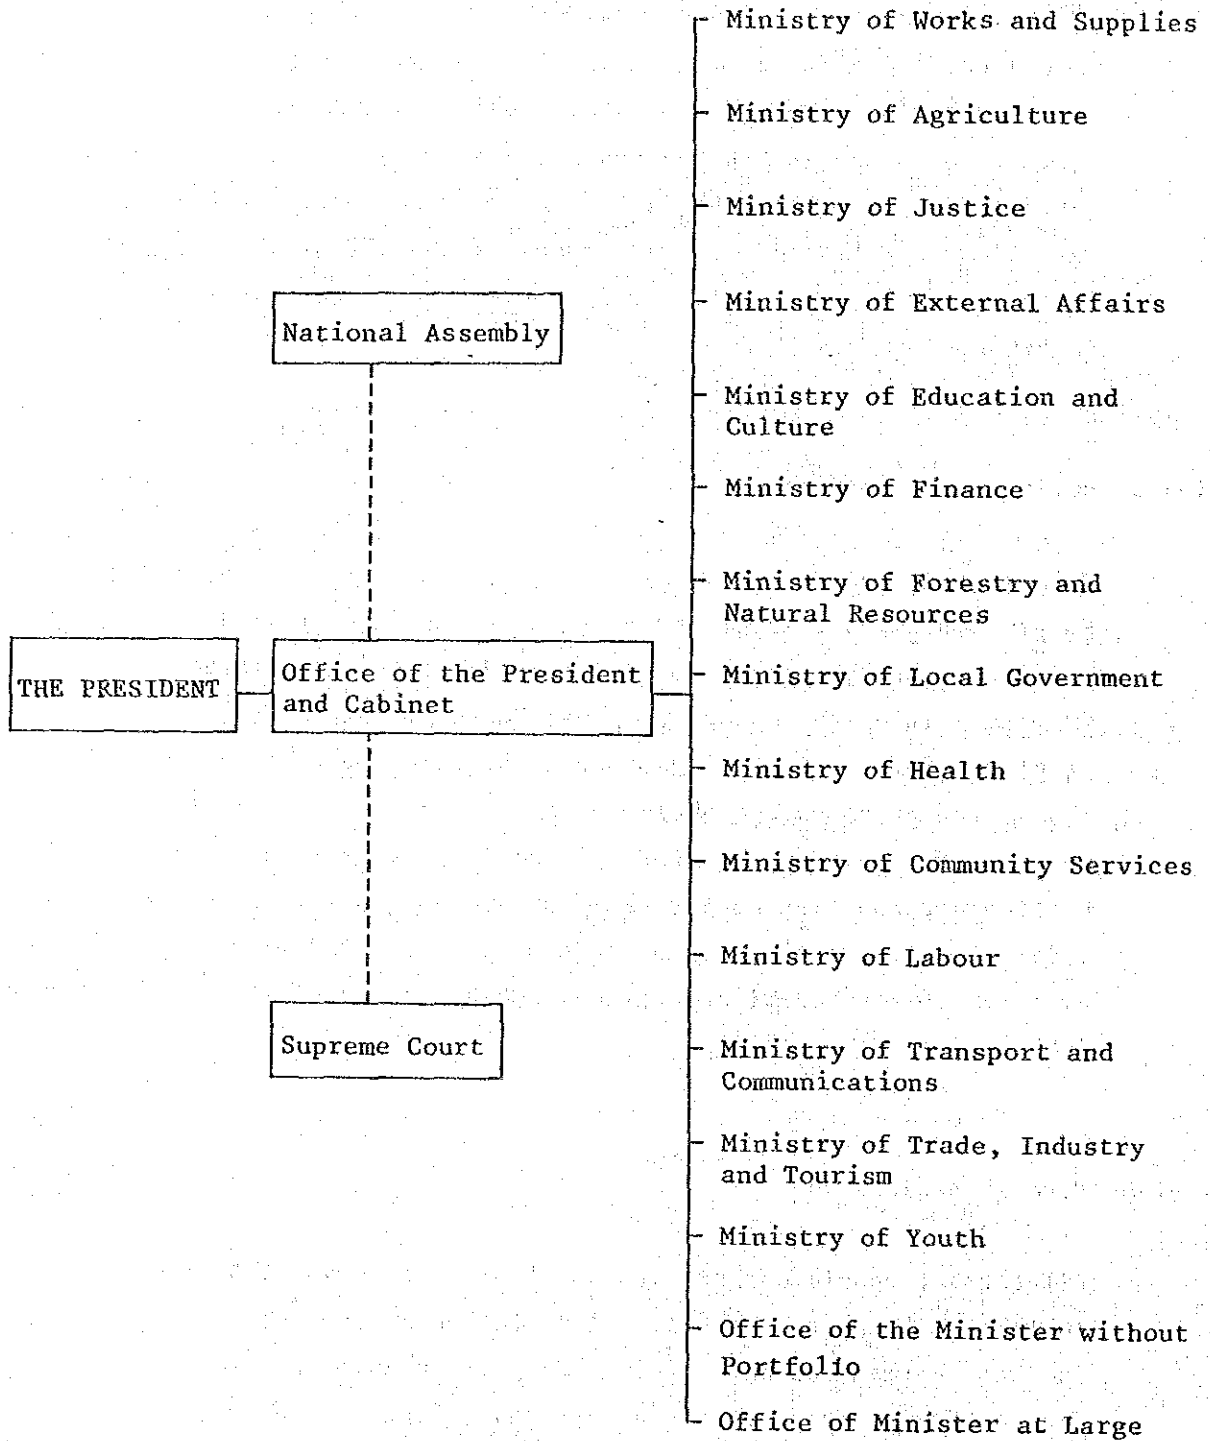 Ministry of Works and Supplies
Ministry of Agriculture
Ministry of Justice
Ministry of External Affairs
National Assembly
Ministry of Education and
Culture
Ministry of Finance
Ministry of Forestry and
Natural Resources
THE PRESIDENT
Office of the President
and Cabinet
Ministry of Local Government
Ministry of Health
Ministry of Community Services
Ministry of Labour
Supreme Court
Ministry of Transport and
Communications
Ministry of Trade, Industry
and Tourism
Ministry of Youth
Office of the Minister without
Portfolio
Office of Minister at Large